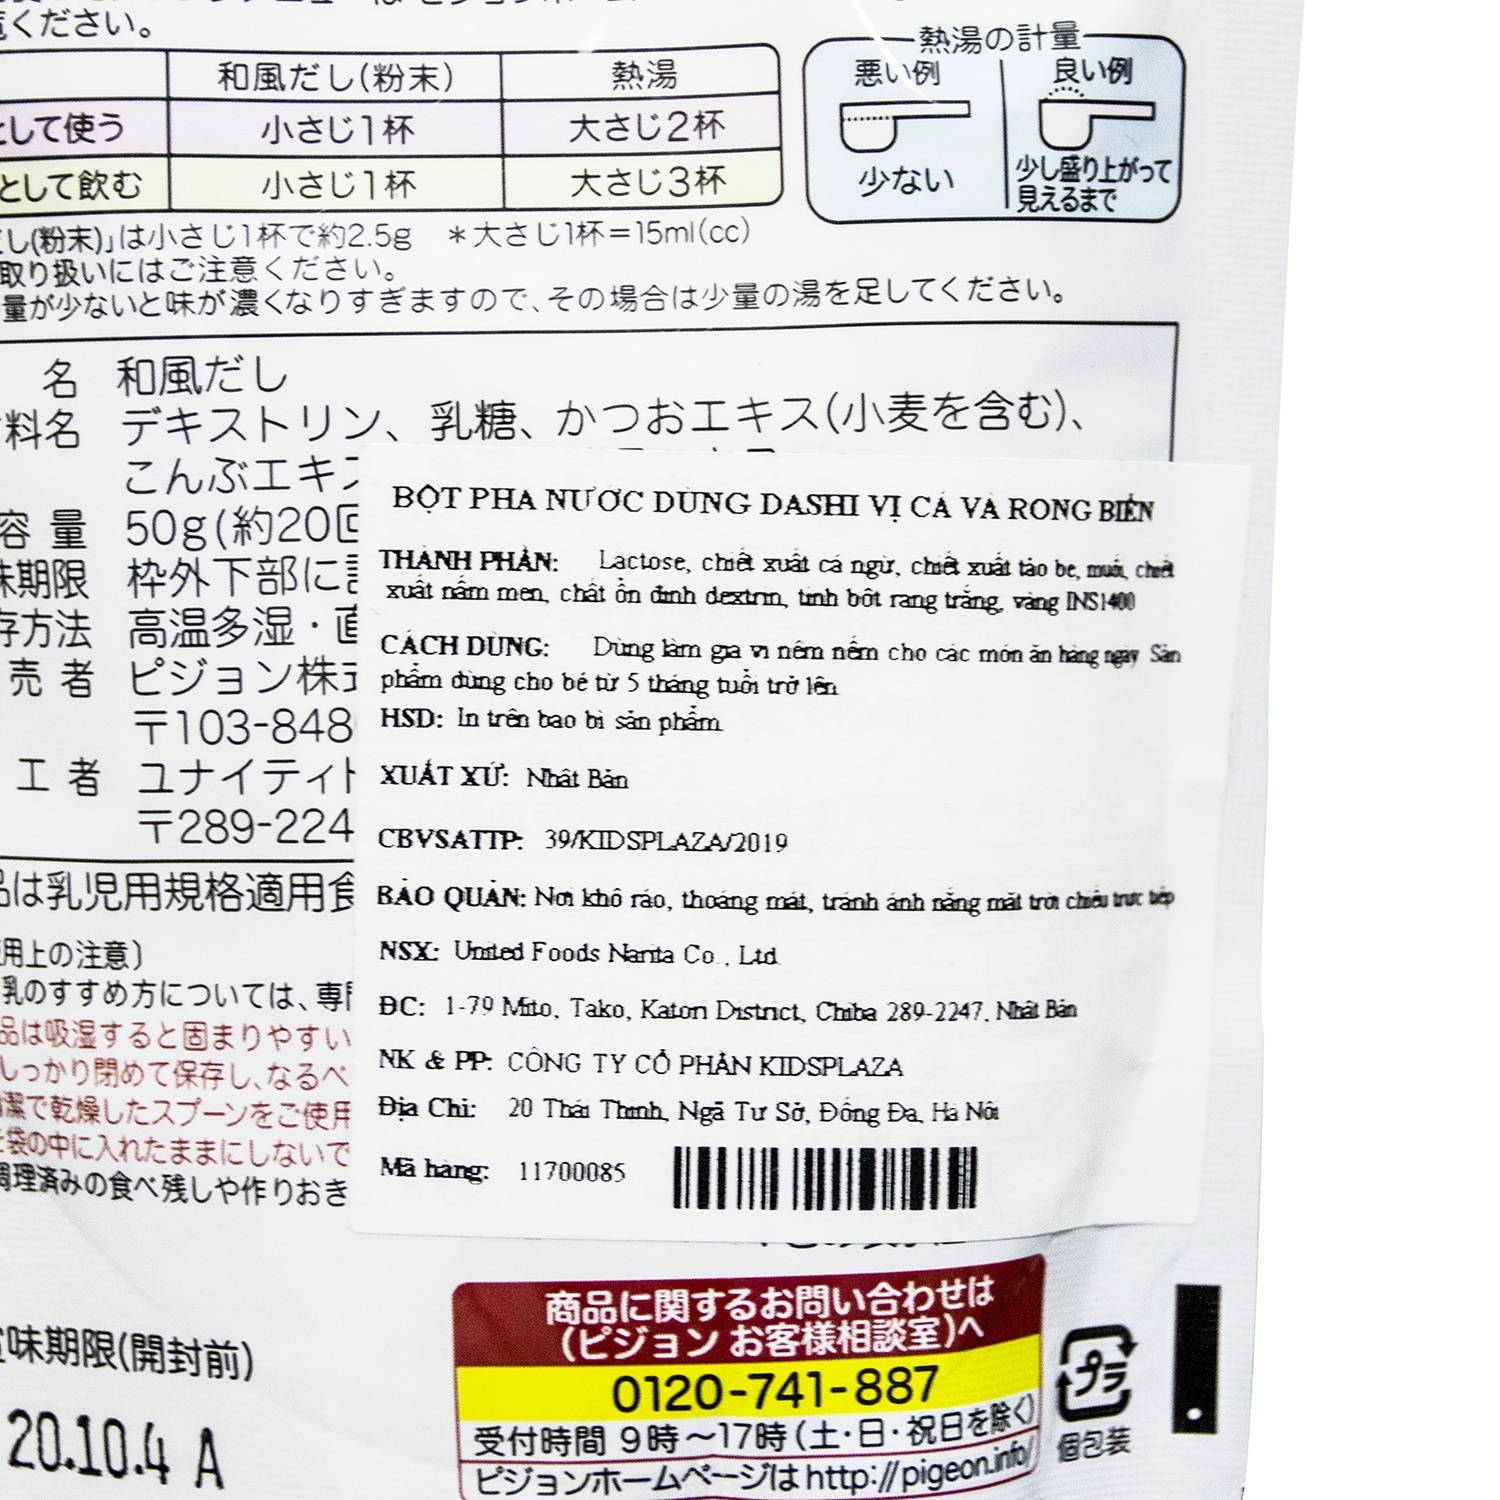 ください。
熱湯の計量
和風だし(粉末) 熱湯
として使う 小さじ1杯 大さじ2杯
として飲む 小さじ1杯 大さじ3杯
悪い例 良い例
少ない 少し盛り上がって
見えるまで
し(粉末)」は小さじ1杯で約2.5g ＊大さじ1杯＝15ml(cc)
取り扱いにはご注意ください。
量が少ないと味が濃くなりすぎますので、その場合は少量の湯を足してください。
名 和風だし
料名 デキストリン、乳糖、かつおエキス(小麦を含む)、
こんぶエキス
容量 50g(約20回
味期限 枠外下部に
存方法 高温多湿・直
売者 ピジョン株式
〒103-848
工者 ユナイティト
〒289-224
品は乳児用規格適用食
用上の注意)
乳のすすめ方については、専門
品は吸湿すると固まりやすい
しっかり閉めて保存し、なるべ
潔で乾燥したスプーンをご使用
袋の中に入れたままにしないで
調理済みの食べ残しや作りおき
BỘT PHA NƯỚC DÙNG DASHI VỊ CÁ VÀ RONG BIỂN
THÀNH PHẦN: Lactose, chiết xuất cá ngừ, chiết xuất tảo bẹ, muối, chiết
xuất nấm men, chất ổn định dextrin, tinh bột rang trắng, vàng INS1400
CÁCH DÙNG: Dùng làm gia vị nêm nếm cho các món ăn hàng ngày Sản
phẩm dùng cho bé từ 5 tháng tuổi trở lên
HSD: In trên bao bì sản phẩm
XUẤT XỨ: Nhật Bản
CBVSATTP: 39/KIDSPLAZA/2019
BẢO QUẢN: Nơi khô ráo, thoáng mát, tránh ánh nắng mặt trời chiếu trực tiếp
NSX: United Foods Narita Co., Ltd
ĐC: 1-79 Mito, Tako, Katori District, Chiba 289-2247, Nhật Bản
NK & PP: CÔNG TY CỔ PHẦN KIDSPLAZA
Địa Chỉ: 20 Thái Thịnh, Ngã Tư Sở, Đống Đa, Hà Nội
Mã hàng: 11700085
商品に関するお問い合わせは
(ピジョン お客様相談室)へ
0120-741-887
受付時間 9時〜17時(土・日・祝日を除く)
ピジョンホームページは http://pigeon.info/
プラ
個包装
味期限(開封前)
20.10.4 A